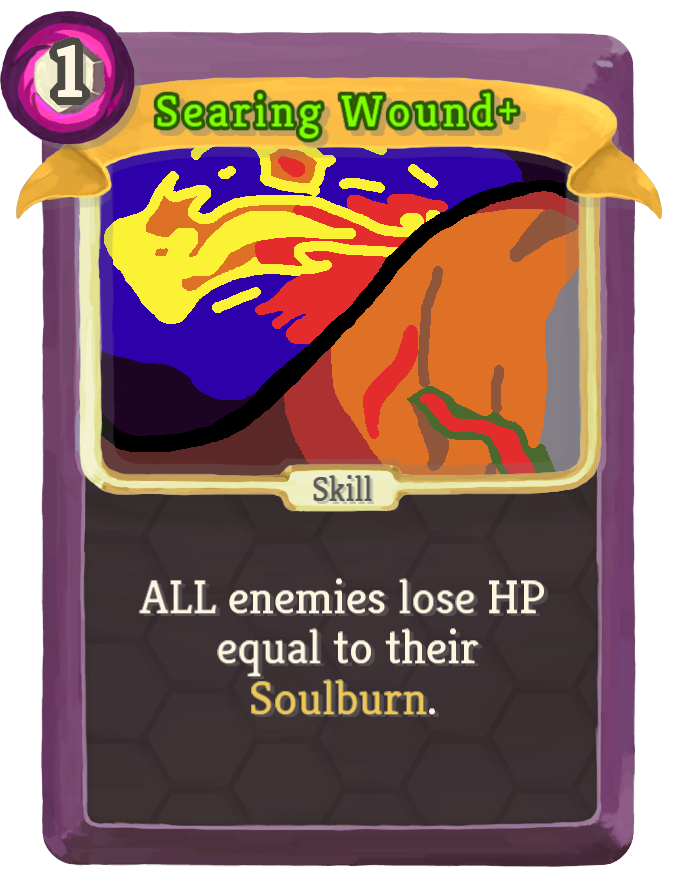 1
Searing Wound+
Skill
ALL enemies lose HP
equal to their
Soulburn.